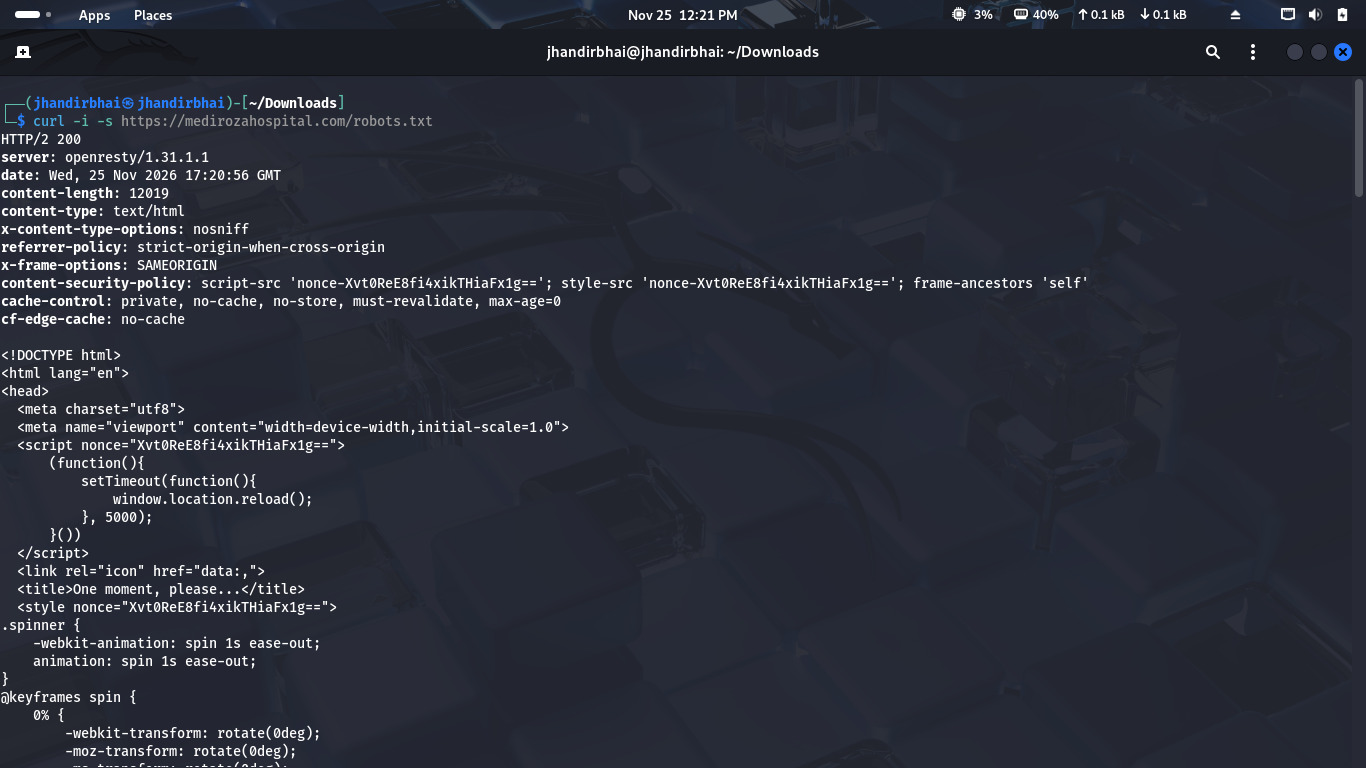 Apps Places Nov 25 12:21 PM 3% 40% ↑ 0.1 kB ↓ 0.1 kB
jhandirbhai@jhandirbhai: ~/Downloads
┌──(jhandirbhai㉿jhandirbhai)-[~/Downloads]
└─$ curl -i -s https://medirozahospital.com/robots.txt
HTTP/2 200
server: openresty/1.31.1.1
date: Wed, 25 Nov 2026 17:20:56 GMT
content-length: 12019
content-type: text/html
x-content-type-options: nosniff
referrer-policy: strict-origin-when-cross-origin
x-frame-options: SAMEORIGIN
content-security-policy: script-src 'nonce-Xvt0ReE8fi4xikTHiaFx1g=='; style-src 'nonce-Xvt0ReE8fi4xikTHiaFx1g=='; frame-ancestors 'self'
cache-control: private, no-cache, no-store, must-revalidate, max-age=0
cf-edge-cache: no-cache

<!DOCTYPE html>
<html lang="en">
<head>
  <meta charset="utf8">
  <meta name="viewport" content="width=device-width,initial-scale=1.0">
  <script nonce="Xvt0ReE8fi4xikTHiaFx1g==">
      (function(){
          setTimeout(function(){
              window.location.reload();
          }, 5000);
      }())
  </script>
  <link rel="icon" href="data:,">
  <title>One moment, please...</title>
  <style nonce="Xvt0ReE8fi4xikTHiaFx1g==">
.spinner {
    -webkit-animation: spin 1s ease-out;
    animation: spin 1s ease-out;
}
@keyframes spin {
    0% {
        -webkit-transform: rotate(0deg);
        -moz-transform: rotate(0deg);